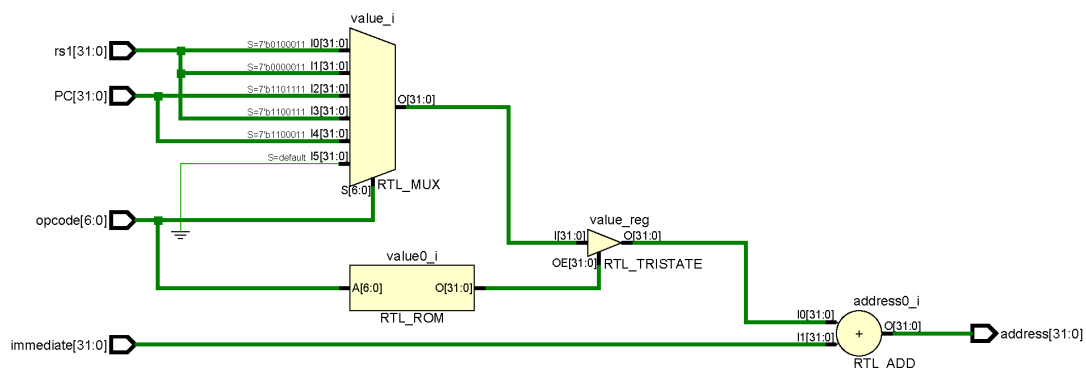 value_i
rs1[31:0]
S=7'b0100011 I0[31:0]
S=7'b0000011 I1[31:0]
PC[31:0]
S=7'b1101111 I2[31:0]
S=7'b1100111 I3[31:0]
S=7'b1100011 I4[31:0]
S=default I5[31:0]
O[31:0]
S[6:0]
RTL_MUX
opcode[6:0]
value_reg
I[31:0]
O[31:0]
OE[31:0]
RTL_TRISTATE
value0_i
A[6:0]
O[31:0]
RTL_ROM
address0_i
I0[31:0]
O[31:0]
+
address[31:0]
immediate[31:0]
I1[31:0]
RTL_ADD